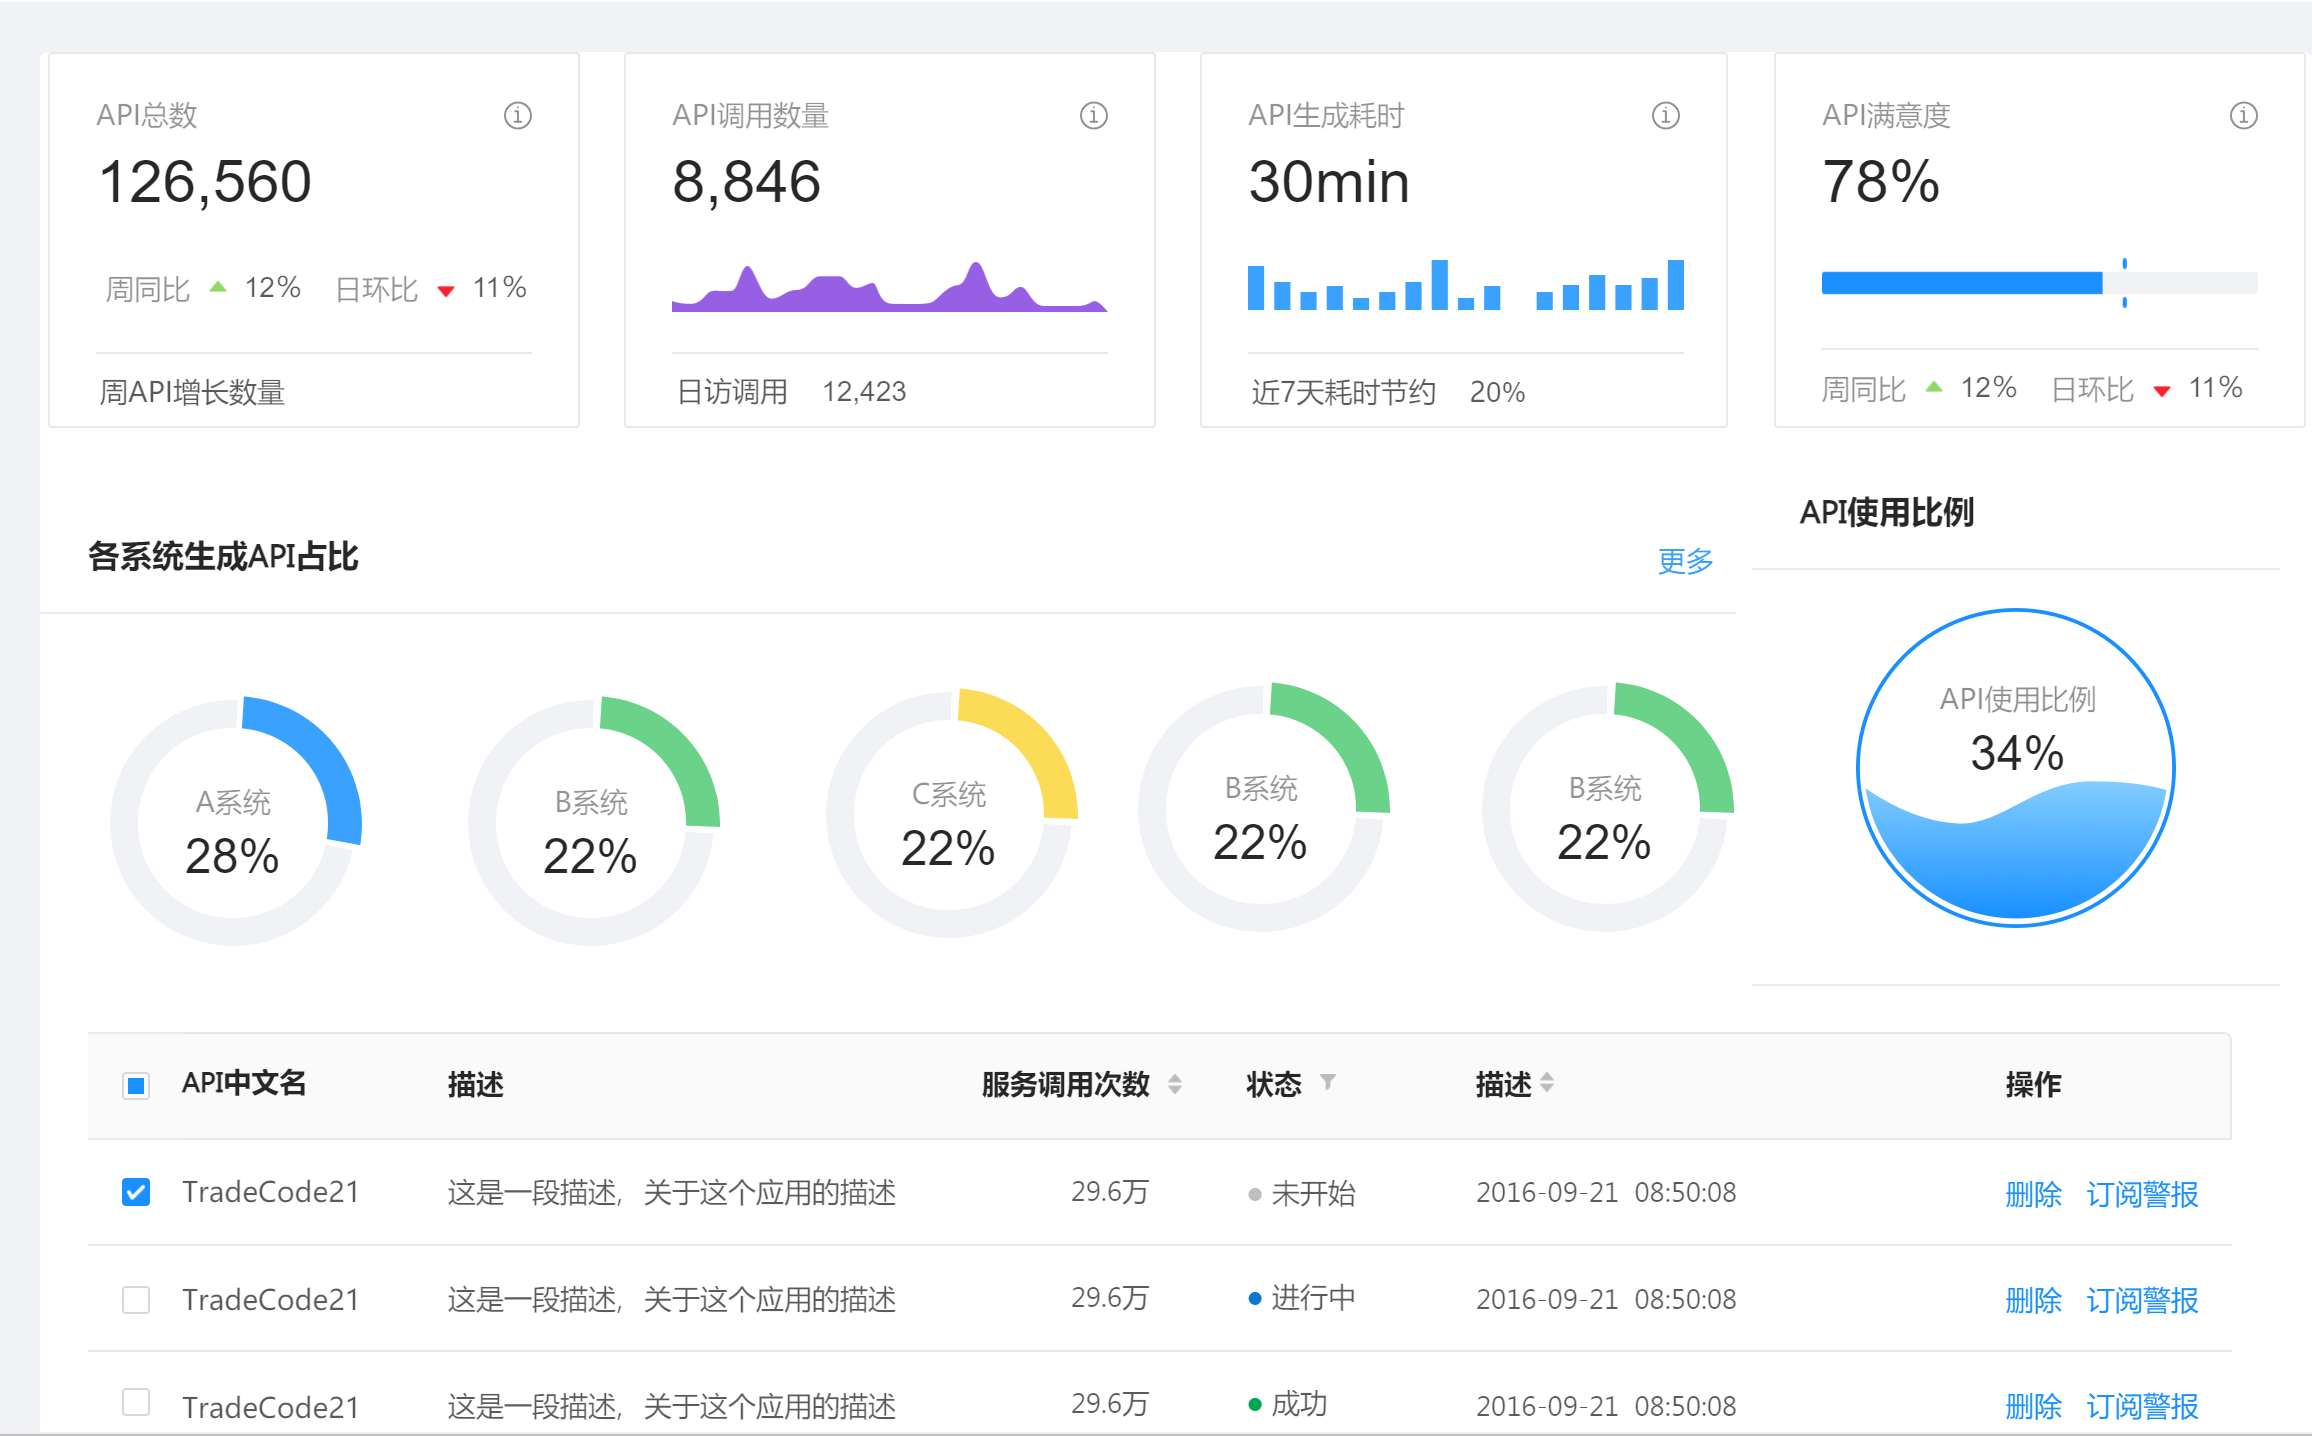 API总数
126,560
周同比 12% 日环比 11%
周API增长数量
API调用数量
8,846
日访调用 12,423
API生成耗时
30min
近7天耗时节约 20%
API满意度
78%
周同比 12% 日环比 11%
各系统生成API占比 更多
A系统
28%
B系统
22%
C系统
22%
B系统
22%
B系统
22%
API使用比例
API使用比例
34%
API中文名 描述 服务调用次数 状态 描述 操作
TradeCode21 这是一段描述，关于这个应用的描述 29.6万 未开始 2016-09-21 08:50:08 删除 订阅警报
TradeCode21 这是一段描述，关于这个应用的描述 29.6万 进行中 2016-09-21 08:50:08 删除 订阅警报
TradeCode21 这是一段描述，关于这个应用的描述 29.6万 成功 2016-09-21 08:50:08 删除 订阅警报